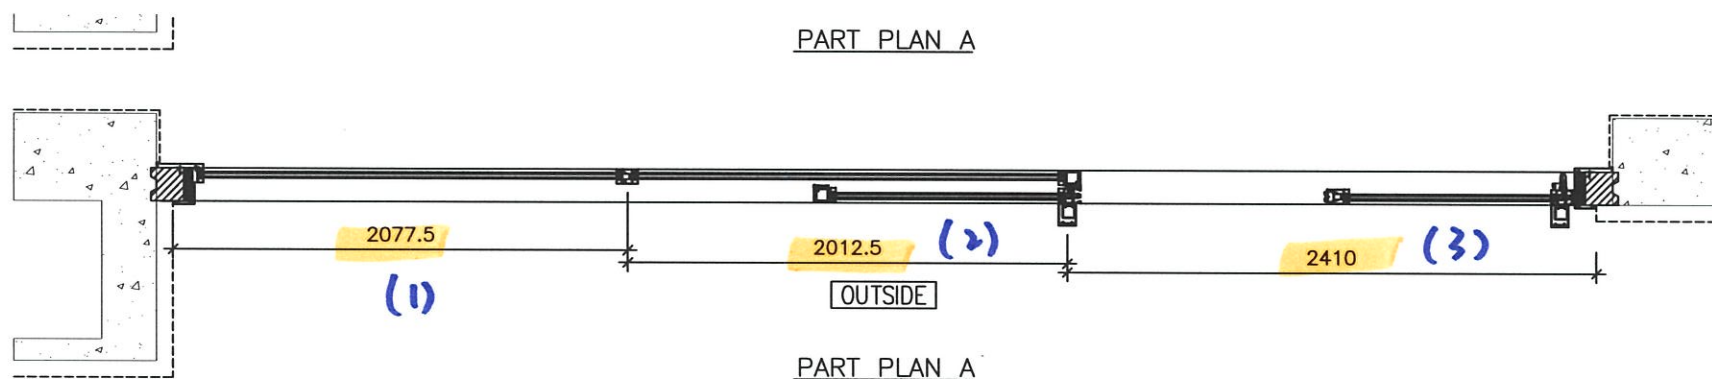 PART PLAN A
2077.5
2012.5
(2)
2410
(3)
(1)
OUTSIDE
PART PLAN A